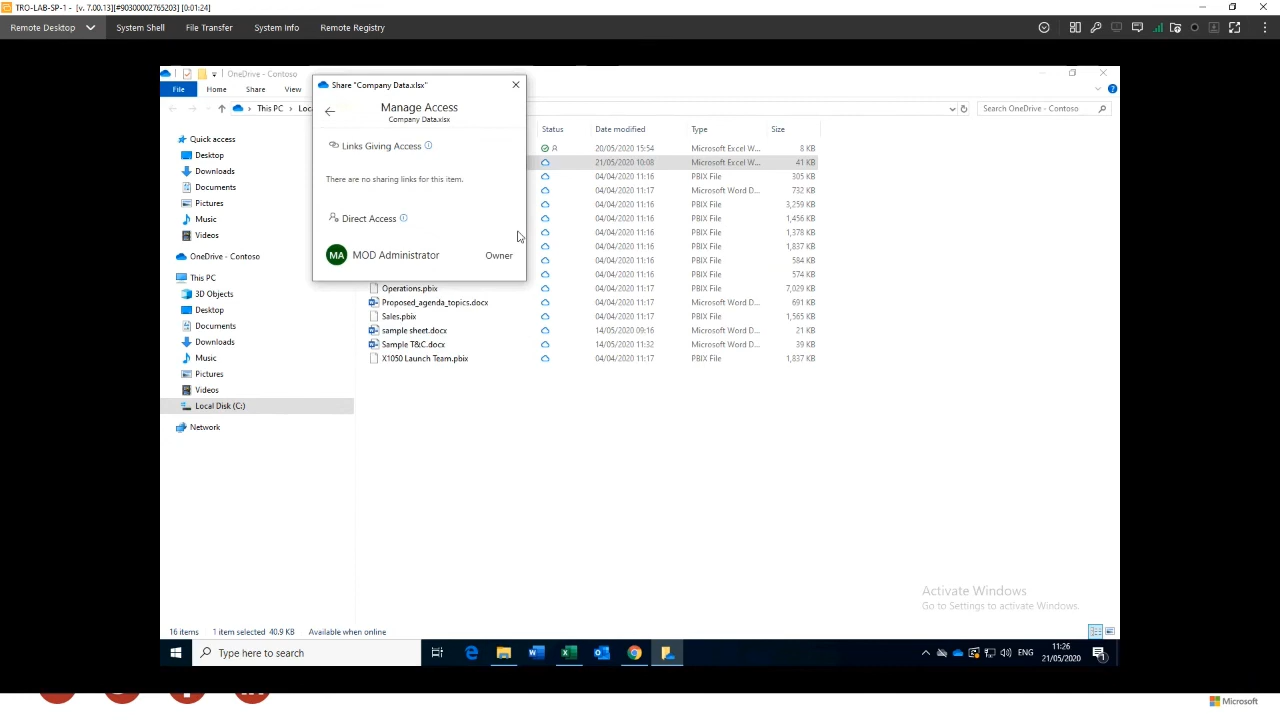 TRO-LAB-SP-1 - [v. 7.00.13][#90300002765203] [0:01:24]
Remote Desktop System Shell File Transfer System Info Remote Registry
OneDrive - Contoso
File Home Share View
This PC Search OneDrive - Contoso
Share "Company Data.xlsx"
Manage Access
Company Data.xlsx
Links Giving Access
There are no sharing links for this item.
Direct Access
MA MOD Administrator Owner
Quick access
Desktop
Downloads
Documents
Pictures
Music
Videos
OneDrive - Contoso
This PC
3D Objects
Desktop
Documents
Downloads
Music
Pictures
Videos
Local Disk (C:)
Network
Status Date modified Type Size
20/05/2020 15:54 Microsoft Excel W... 8 KB
21/05/2020 10:08 Microsoft Excel W... 41 KB
04/04/2020 11:16 PBIX File 305 KB
04/04/2020 11:17 Microsoft Word D... 732 KB
04/04/2020 11:16 PBIX File 3,259 KB
04/04/2020 11:16 PBIX File 1,456 KB
04/04/2020 11:16 PBIX File 1,378 KB
04/04/2020 11:16 PBIX File 1,837 KB
04/04/2020 11:16 PBIX File 584 KB
04/04/2020 11:16 PBIX File 574 KB
Operations.pbix 04/04/2020 11:17 PBIX File 7,029 KB
Proposed_agenda_topics.docx 04/04/2020 11:17 Microsoft Word D... 691 KB
Sales.pbix 04/04/2020 11:17 PBIX File 1,565 KB
sample sheet.docx 14/05/2020 09:16 Microsoft Word D... 21 KB
Sample T&C.docx 14/05/2020 11:32 Microsoft Word D... 39 KB
X1050 Launch Team.pbix 04/04/2020 11:17 PBIX File 1,837 KB
Activate Windows
Go to Settings to activate Windows.
16 items 1 item selected 40.9 KB Available when online
Type here to search
ENG
11:26
21/05/2020
Microsoft